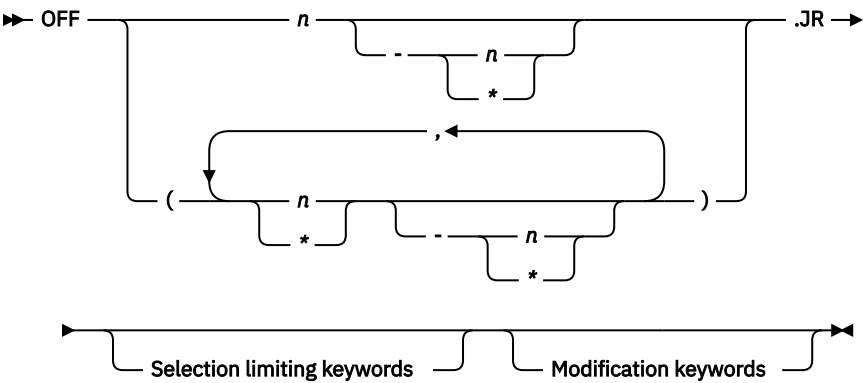 OFF n .JR
- n
*
,
( n )
* - n
*
Selection limiting keywords Modification keywords